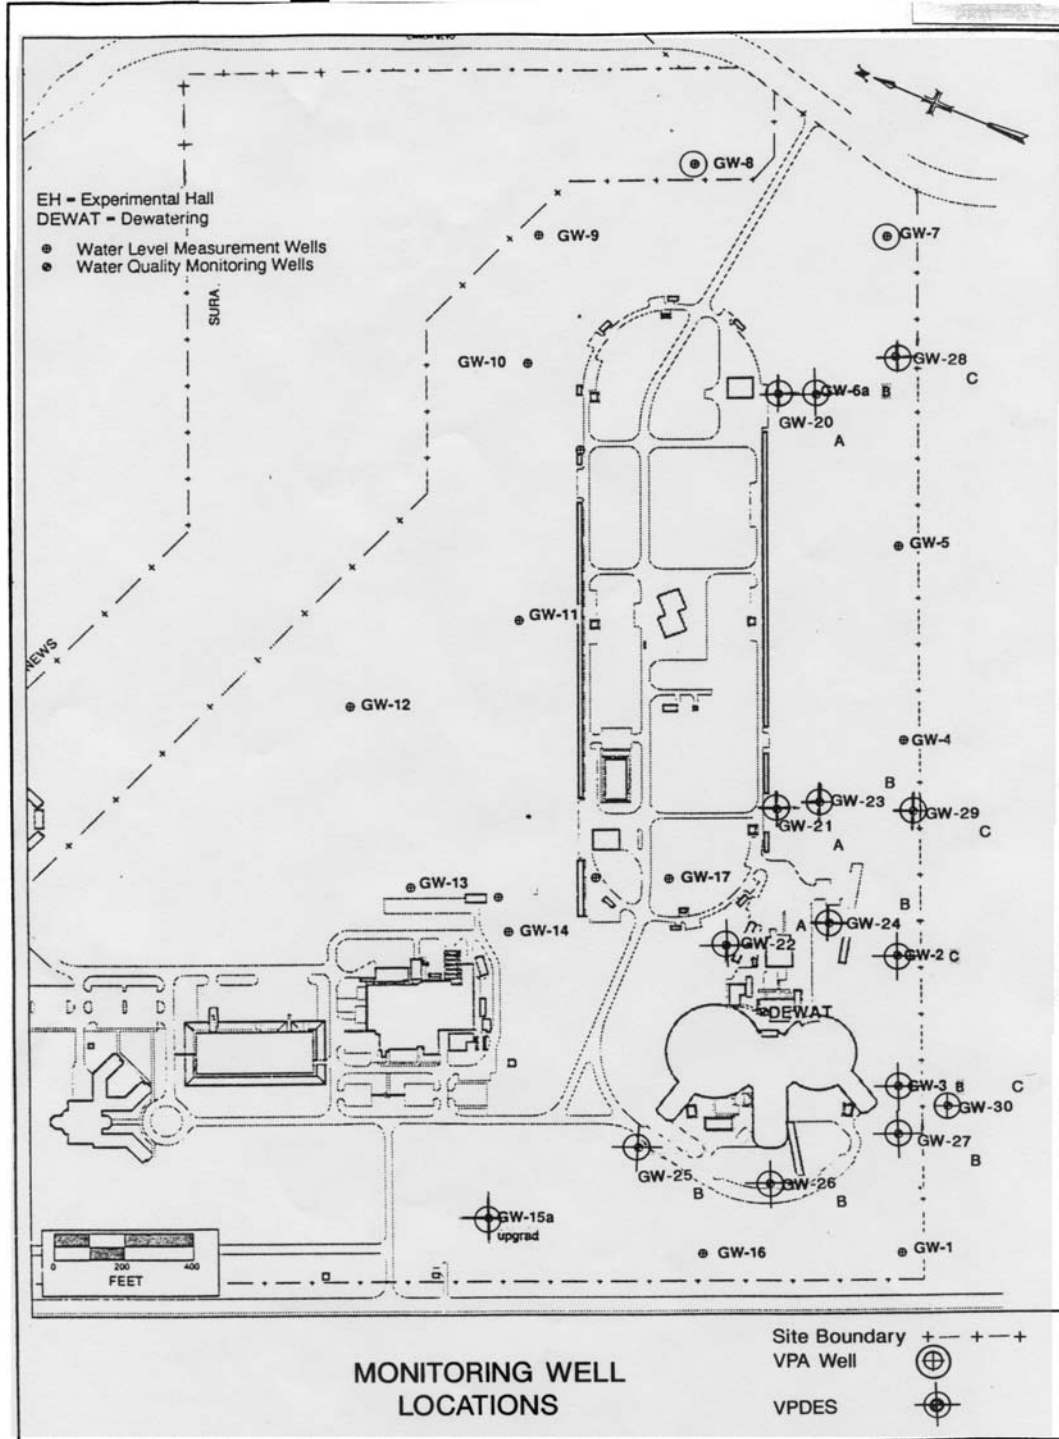 CANON BLVD
N
GW-8
EH = Experimental Hall
DEWAT = Dewatering
Water Level Measurement Wells
Water Quality Monitoring Wells
GW-9
GW-7
SURA
GW-10
GW-28
C
GW-6a B
GW-20
A
GW-5
GW-11
NEWS
GW-12
GW-4
B
GW-23
GW-29
GW-21
C
A
GW-13
GW-17
B
GW-14
A
GW-24
GW-22
GW-2 C
DEWAT
GW-3 B
C
GW-30
GW-27
B
GW-25
B
GW-26
B
GW-15a
upgrad
GW-16
GW-1
0 200 400
FEET
Site Boundary
VPA Well
VPDES
MONITORING WELL
LOCATIONS